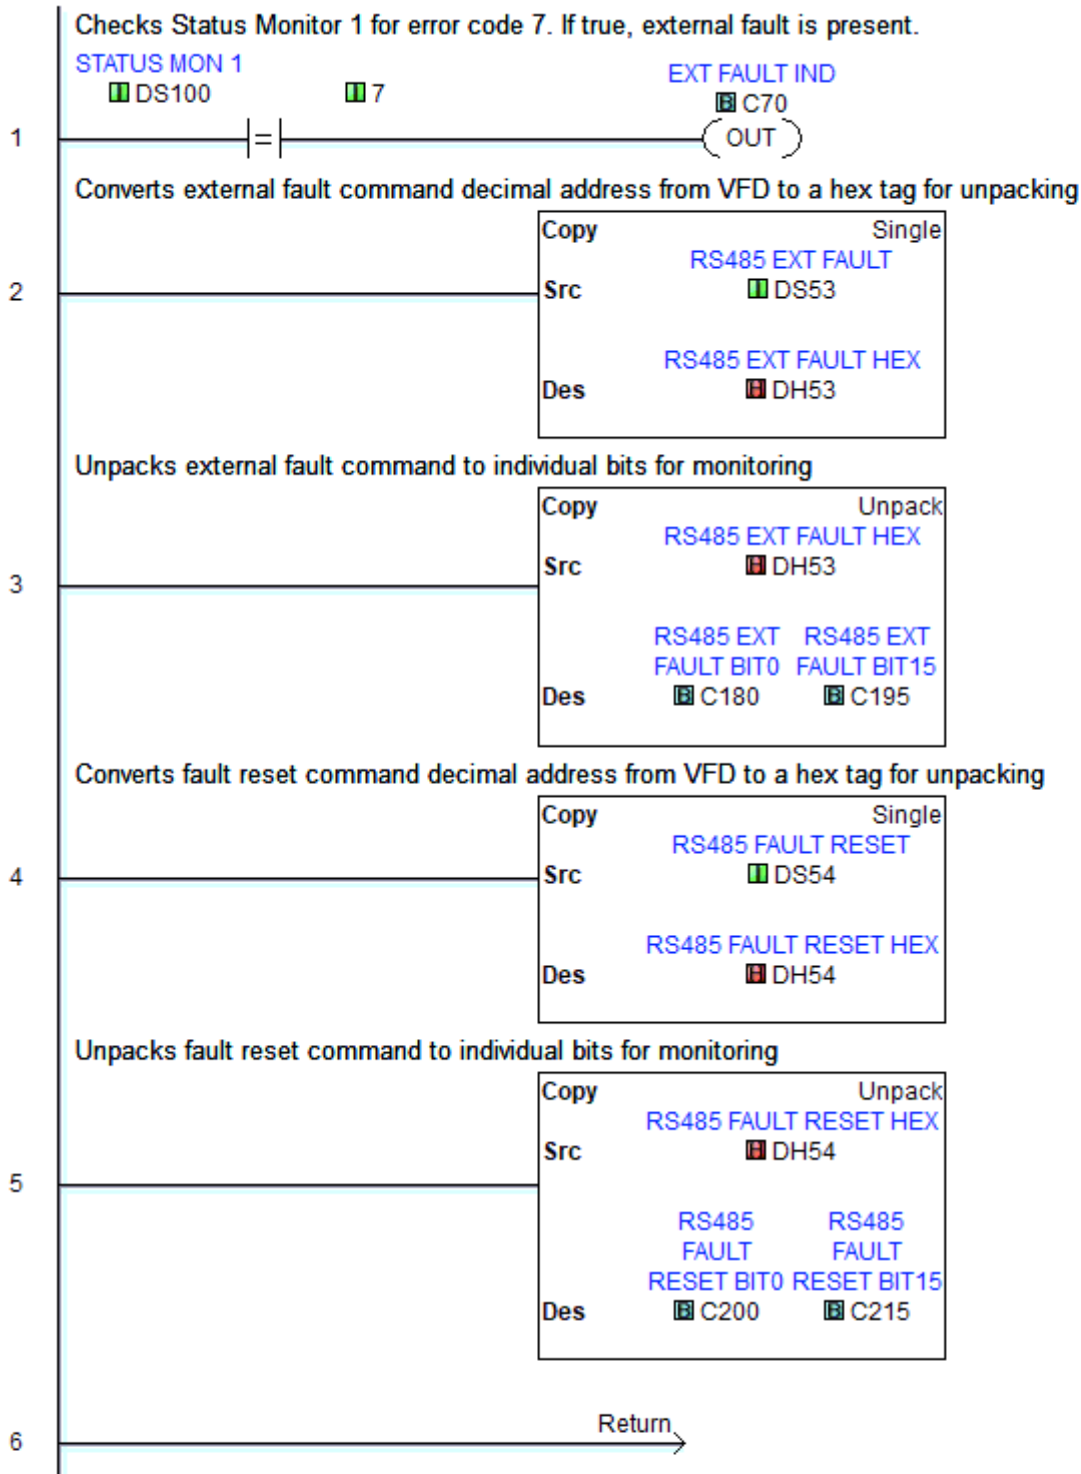 Checks Status Monitor 1 for error code 7. If true, external fault is present.
STATUS MON 1
DS100 7
EXT FAULT IND
C70
1
=
OUT
Converts external fault command decimal address from VFD to a hex tag for unpacking
Copy Single
RS485 EXT FAULT
2
Src DS53
RS485 EXT FAULT HEX
Des DH53
Unpacks external fault command to individual bits for monitoring
Copy Unpack
RS485 EXT FAULT HEX
3
Src DH53
RS485 EXT RS485 EXT
FAULT BIT0 FAULT BIT15
Des C180 C195
Converts fault reset command decimal address from VFD to a hex tag for unpacking
Copy Single
RS485 FAULT RESET
4
Src DS54
RS485 FAULT RESET HEX
Des DH54
Unpacks fault reset command to individual bits for monitoring
Copy Unpack
RS485 FAULT RESET HEX
Src DH54
5
RS485 RS485
FAULT FAULT
RESET BIT0 RESET BIT15
Des C200 C215
Return
6